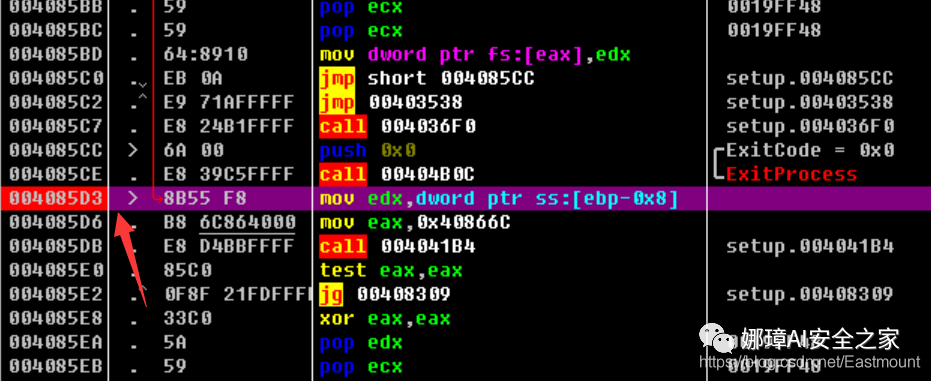 004085BB . 59 pop ecx 0019FF48
004085BC . 59 pop ecx 0019FF48
004085BD . 64:8910 mov dword ptr fs:[eax],edx
004085C0 . EB 0A jmp short 004085CC setup.004085CC
004085C2 . E9 71AFFFFF jmp 00403538 setup.00403538
004085C7 . E8 24B1FFFF call 004036F0 setup.004036F0
004085CC > 6A 00 push 0x0 ExitCode = 0x0
004085CE . E8 39C5FFFF call 00404B0C ExitProcess
004085D3 > 8B55 F8 mov edx,dword ptr ss:[ebp-0x8]
004085D6 . B8 6C864000 mov eax,0x40866C
004085DB . E8 D4BBFFFF call 004041B4 setup.004041B4
004085E0 . 85C0 test eax,eax
004085E2 . 0F8F 21FDFFF jg 00408309 setup.00408309
004085E8 . 33C0 xor eax,eax
004085EA . 5A pop edx
004085EB . 59 pop ecx 0019FF48
娜璋AI安全之家
https://blog.csdn.net/Eastmount